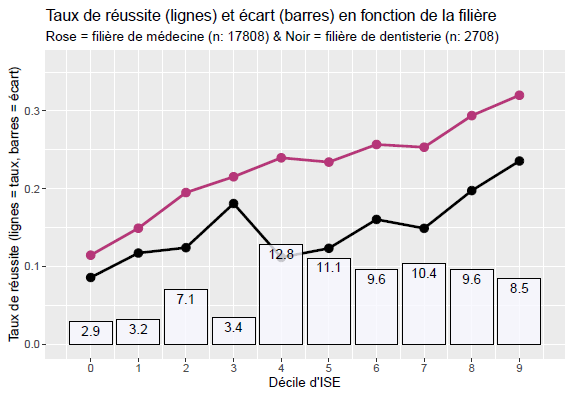 Taux de réussite (lignes) et écart (barres) en fonction de la filière
Rose = filière de médecine (n: 17808) & Noir = filière de dentisterie (n: 2708)
Taux de réussite (lignes = taux, barres = écart)
0.3
0.2
0.1
0.0
2.9
3.2
7.1
3.4
12.8
11.1
9.6
10.4
9.6
8.5
0 1 2 3 4 5 6 7 8 9
Décile d'ISE